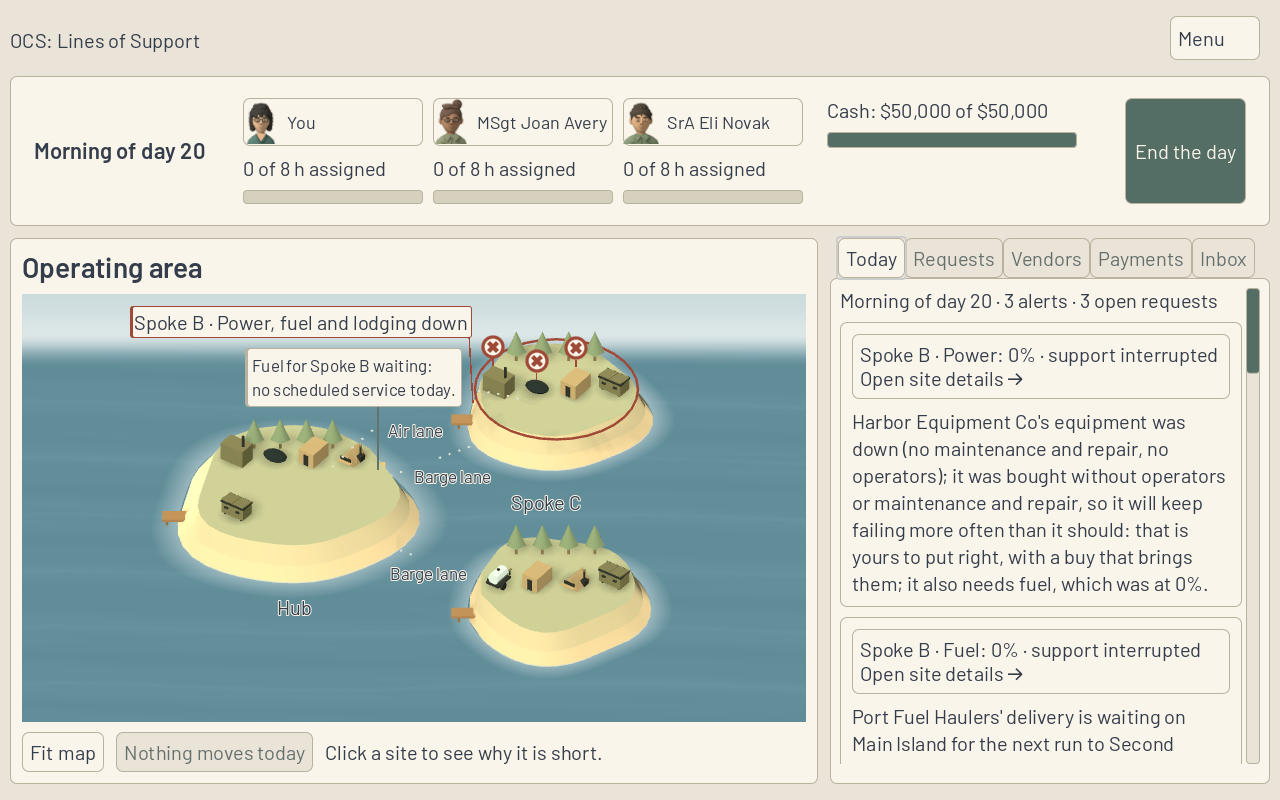 OCS: Lines of Support
Menu
Morning of day 20
You
MSgt Joan Avery
SrA Eli Novak
0 of 8 h assigned
0 of 8 h assigned
0 of 8 h assigned
Cash: $50,000 of $50,000
End the day
Operating area
Spoke B · Power, fuel and lodging down
Fuel for Spoke B waiting:
no scheduled service today.
Air lane
Barge lane
Spoke C
Barge lane
Hub
Fit map
Nothing moves today
Click a site to see why it is short.
Today
Requests
Vendors
Payments
Inbox
Morning of day 20 · 3 alerts · 3 open requests
Spoke B · Power: 0% · support interrupted
Open site details →
Harbor Equipment Co's equipment was
down (no maintenance and repair, no
operators); it was bought without operators
or maintenance and repair, so it will keep
failing more often than it should: that is
yours to put right, with a buy that brings
them; it also needs fuel, which was at 0%.
Spoke B · Fuel: 0% · support interrupted
Open site details →
Port Fuel Haulers' delivery is waiting on
Main Island for the next run to Second